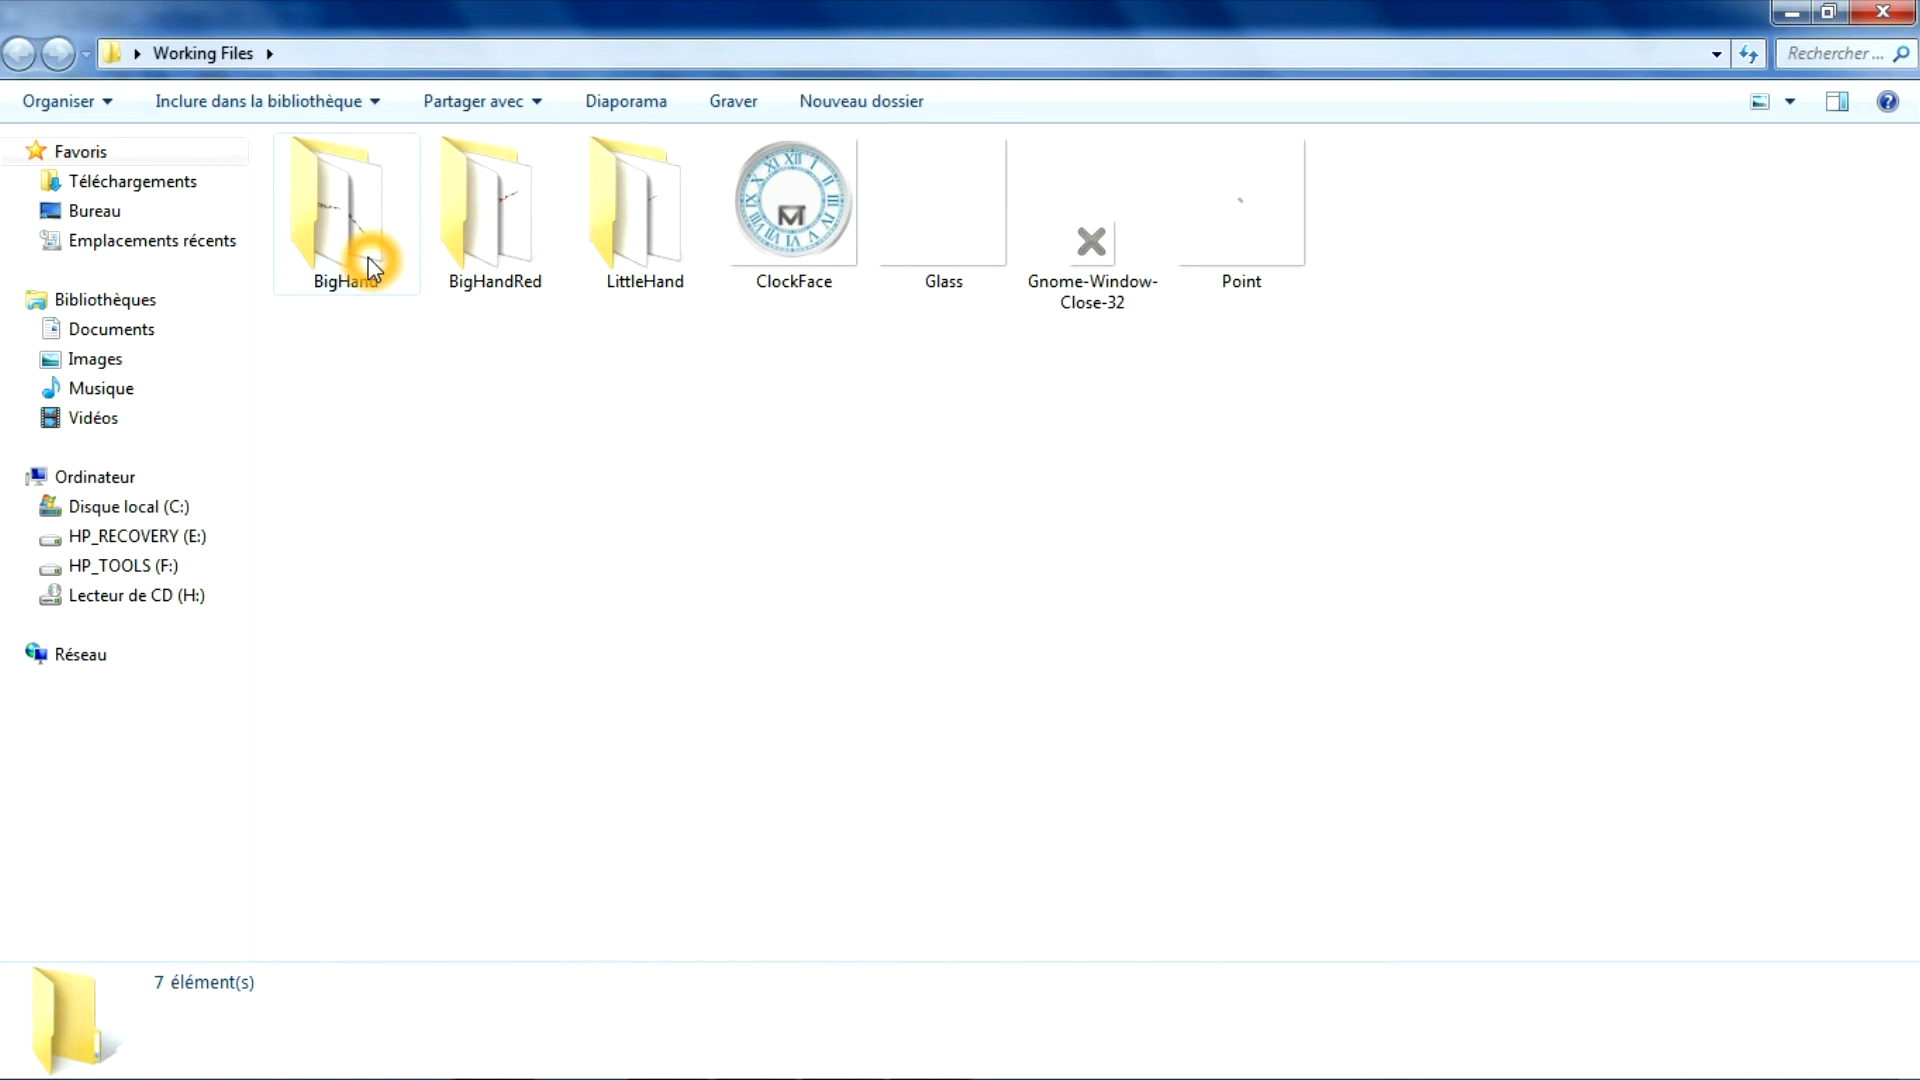 Working Files
Rechercher ...
Organiser
Inclure dans la bibliothèque
Partager avec
Diaporama
Graver
Nouveau dossier
Favoris
Téléchargements
Bureau
Emplacements récents
Bibliothèques
Documents
Images
Musique
Vidéos
Ordinateur
Disque local (C:)
HP_RECOVERY (E:)
HP_TOOLS (F:)
Lecteur de CD (H:)
Réseau
BigHand
BigHandRed
LittleHand
ClockFace
Glass
Gnome-Window-
Close-32
Point
7 élément(s)